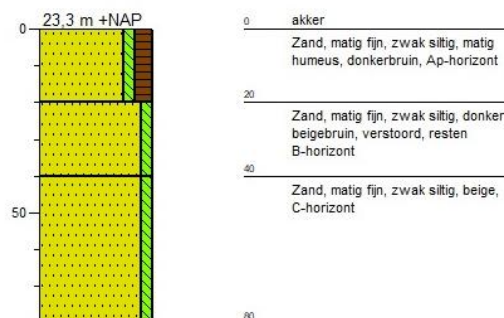 23,3 m +NAP
0
50
0
akker
Zand, matig fijn, zwak siltig, matig
humeus, donkerbruin, Ap-horizont
20
Zand, matig fijn, zwak siltig, donker
beigebruin, verstoord, resten
B-horizont
40
Zand, matig fijn, zwak siltig, beige,
C-horizont
80